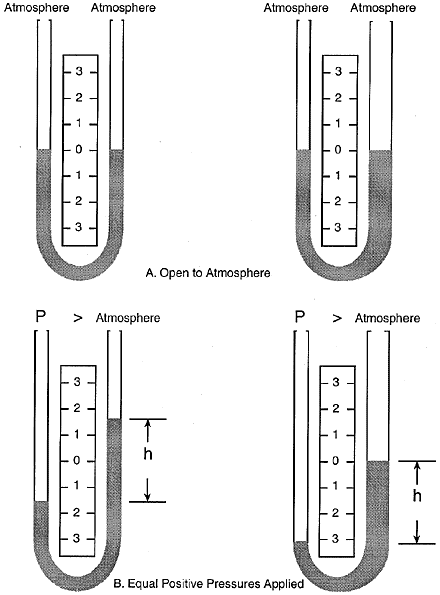 Atmosphere Atmosphere Atmosphere Atmosphere
3 3
2 2
1 1
0 0
1 1
2 2
3 3
A. Open to Atmosphere
P > Atmosphere P > Atmosphere
3 3
2 2
1 1
0 0
h
1 1
h
2 2
3 3
B. Equal Positive Pressures Applied